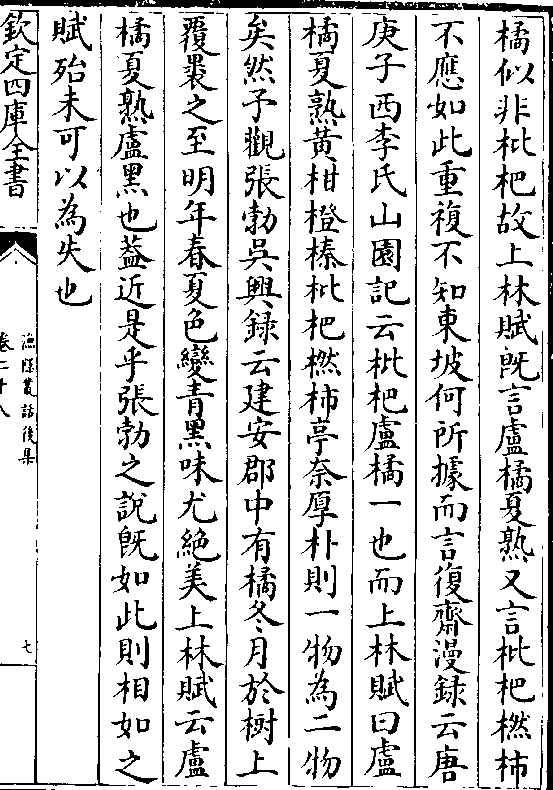 橘似非枇杷故上林賦既言盧橘夏熟又言枇杷橪柿
不應如此重複不知東坡何所據而言復齋漫録云唐
庚子西李氏山園記云枇杷盧橘一也而上林賦曰盧
橘夏熟黄柑橙榛枇杷橪柿亭奈厚朴則一物為二物
矣然予觀張勃吳興録云建安郡中有橘冬月於樹上
覆裹之至明年春夏色變青黑味尤絶美上林賦云盧
橘夏熟盧黑也葢近是乎張勃之説既如此則相如之
賦殆未可以為失也
欽定四庫全書
漁隱叢話後集
卷二十八
七